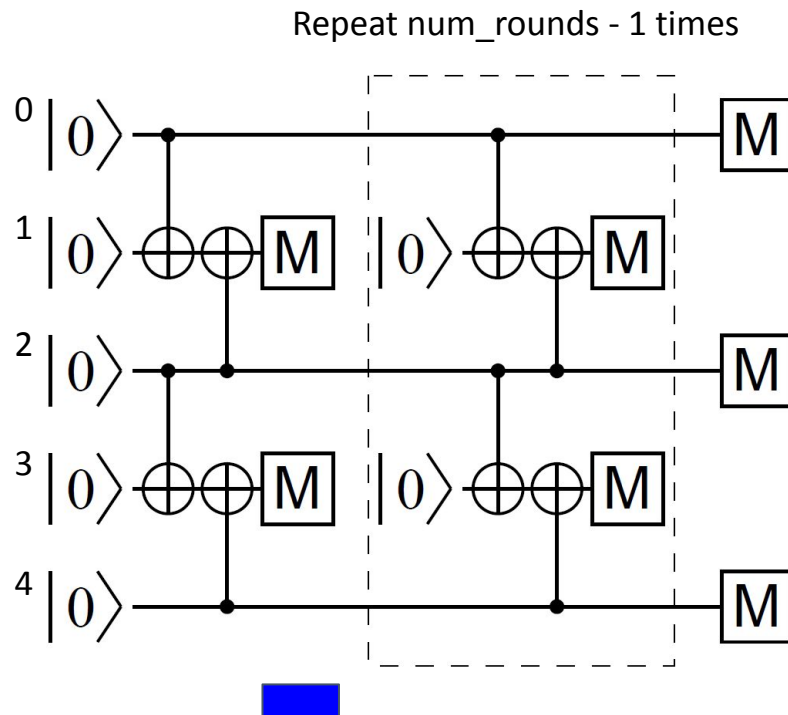 Repeat num_rounds - 1 times
0 |0⟩ M
1 |0⟩ M |0⟩ M
2 |0⟩ M
3 |0⟩ M |0⟩ M
4 |0⟩ M